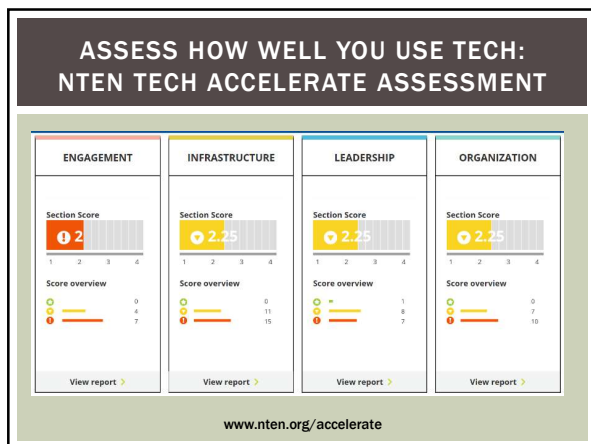 ASSESS HOW WELL YOU USE TECH:
NTEN TECH ACCELERATE ASSESSMENT
ENGAGEMENT
Section Score
2
1 2 3 4
Score overview
0
4
7
View report >
INFRASTRUCTURE
Section Score
2.25
1 2 3 4
Score overview
0
11
15
View report >
LEADERSHIP
Section Score
2.25
1 2 3 4
Score overview
1
8
7
View report >
ORGANIZATION
Section Score
2.25
1 2 3 4
Score overview
0
7
10
View report >
www.nten.org/accelerate